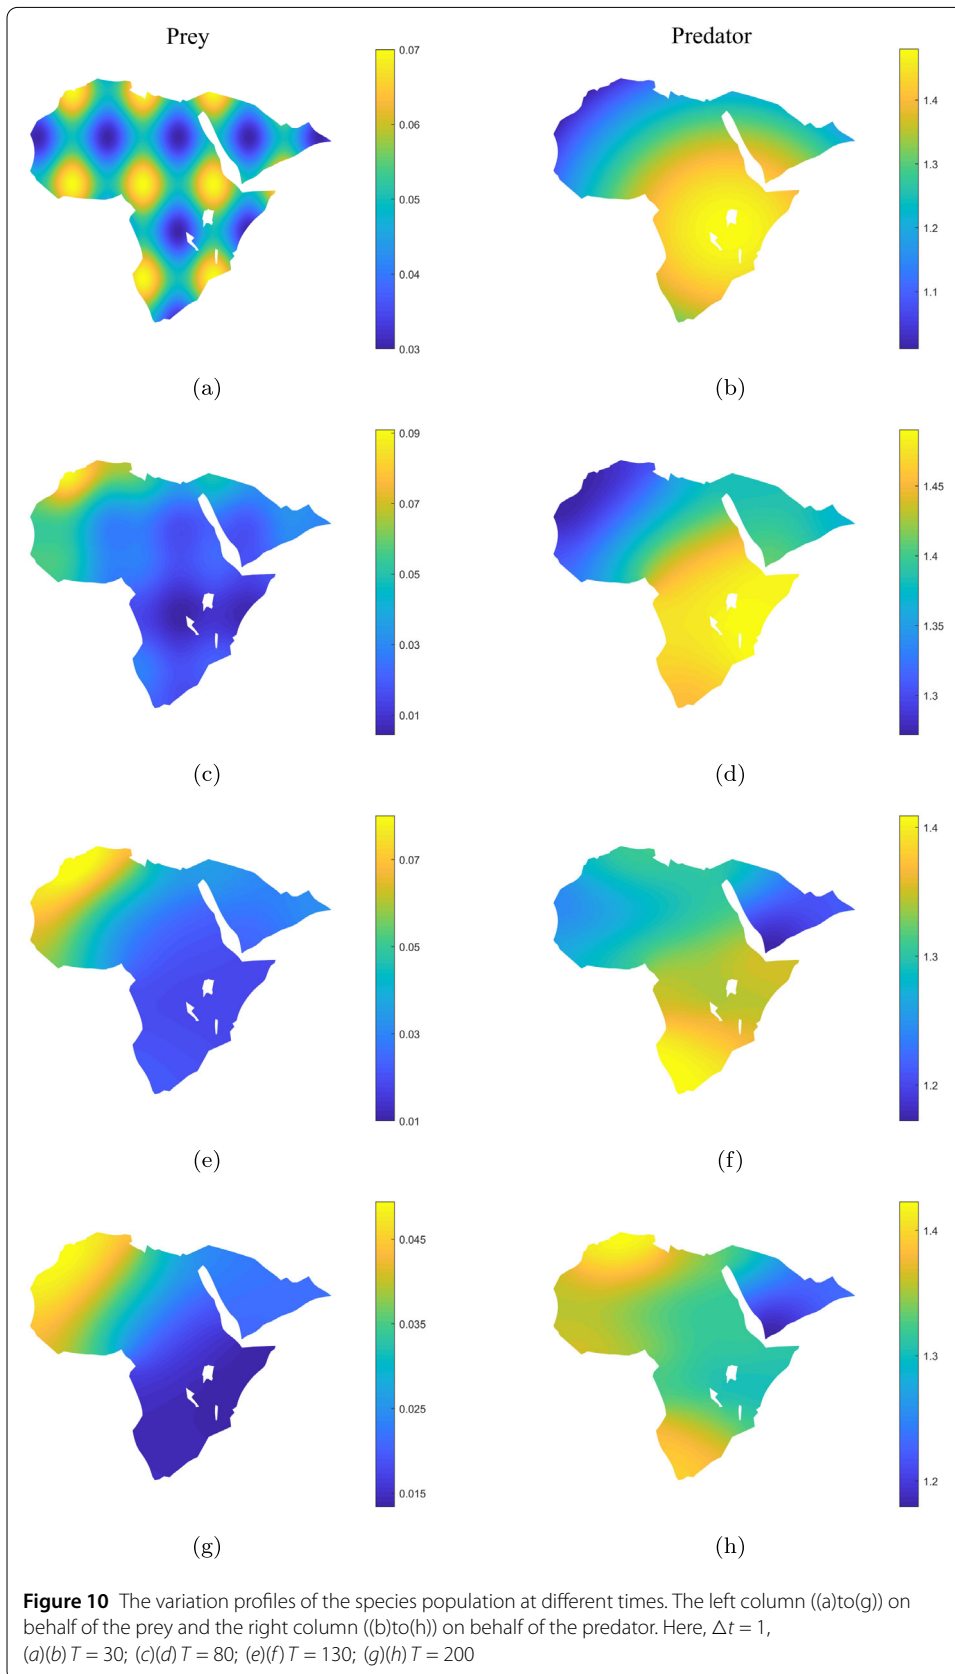 Prey
Predator
0.07
0.06
0.05
0.04
0.03
1.4
1.3
1.2
1.1
(a)
(b)
0.09
0.07
0.05
0.03
0.01
1.45
1.4
1.35
1.3
(c)
(d)
0.07
0.05
0.03
0.01
1.4
1.3
1.2
(e)
(f)
0.045
0.035
0.025
0.015
1.4
1.3
1.2
(g)
(h)
Figure 10 The variation profiles of the species population at different times. The left column ((a)to(g)) on
behalf of the prey and the right column ((b)to(h)) on behalf of the predator. Here, Δt = 1,
(a)(b) T = 30; (c)(d) T = 80; (e)(f) T = 130; (g)(h) T = 200